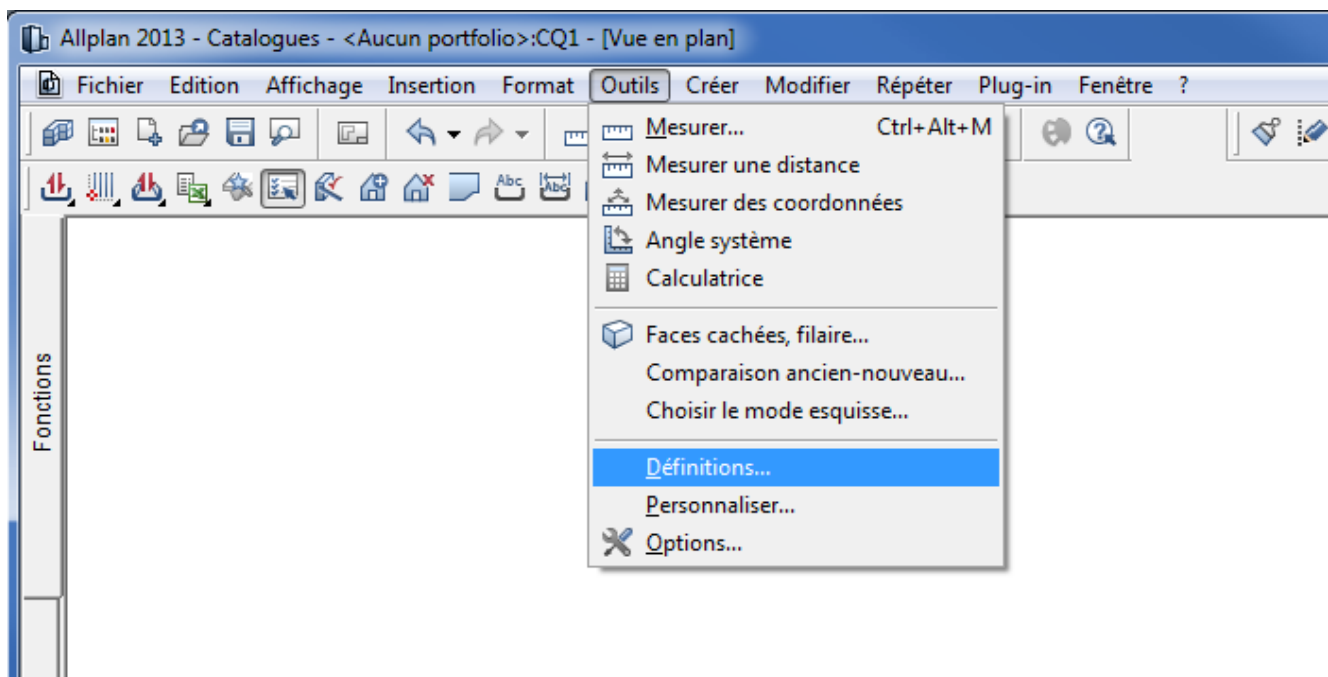 Allplan 2013 - Catalogues - <Aucun portfolio>:CQ1 - [Vue en plan]
Fichier Edition Affichage Insertion Format Outils Créer Modifier Répéter Plug-in Fenêtre ?
Mesurer... Ctrl+Alt+M
Mesurer une distance
Abc Abc
Mesurer des coordonnées
Angle système
Calculatrice
Faces cachées, filaire...
Comparaison ancien-nouveau...
Choisir le mode esquisse...
Fonctions
Définitions...
Personnaliser...
Options...